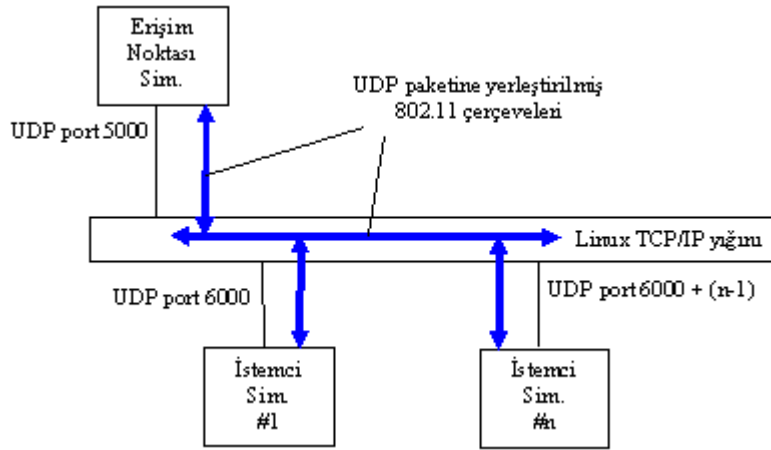 Erişim
Noktası
Sim.
UDP paketine yerleştirilmiş
802.11 çerçeveleri
UDP port 5000
Linux TCP/IP yığını
UDP port 6000
UDP port 6000 + (n-1)
İstemci
Sim.
#1
İstemci
Sim.
#n